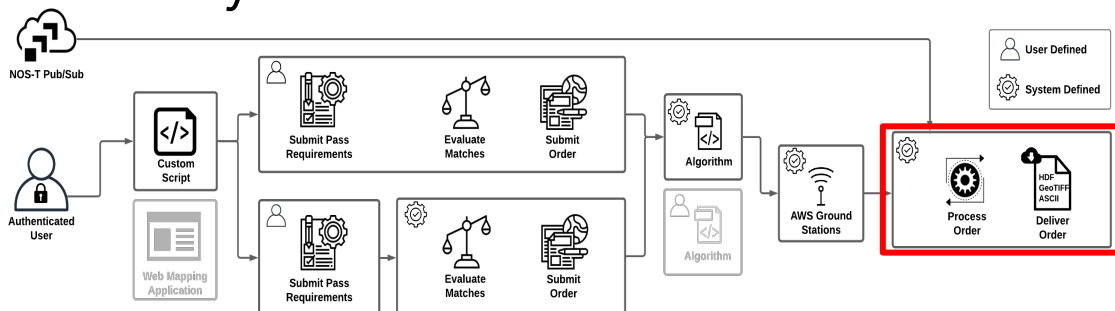 NOS-T Pub/Sub
User Defined
System Defined
Authenticated
User
</>
Custom
Script
Web Mapping
Application
Submit Pass
Requirements
Evaluate
Matches
Submit
Order
Submit Pass
Requirements
Evaluate
Matches
Submit
Order
</>
Algorithm
</>
Algorithm
AWS Ground
Stations
Process
Order
HDF
GeoTIFF
ASCII
Deliver
Order